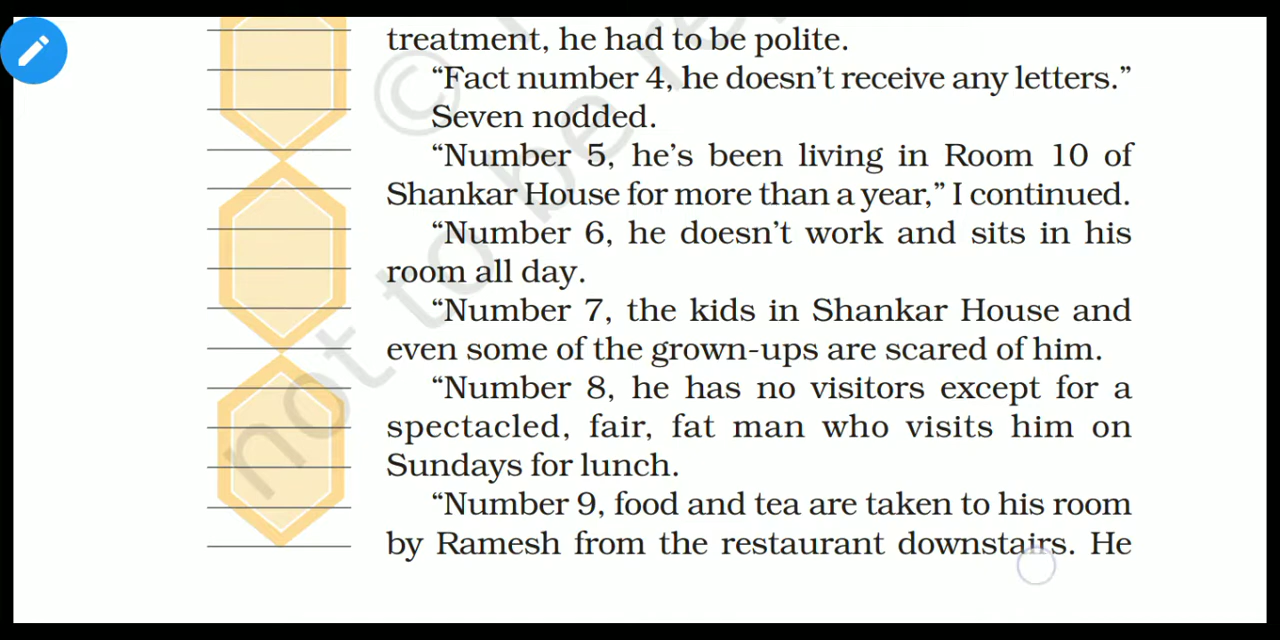 treatment, he had to be polite.
“Fact number 4, he doesn’t receive any letters.”
Seven nodded.
“Number 5, he’s been living in Room 10 of
Shankar House for more than a year,” I continued.
“Number 6, he doesn’t work and sits in his
room all day.
“Number 7, the kids in Shankar House and
even some of the grown-ups are scared of him.
“Number 8, he has no visitors except for a
spectacled, fair, fat man who visits him on
Sundays for lunch.
“Number 9, food and tea are taken to his room
by Ramesh from the restaurant downstairs. He
©
not to be re